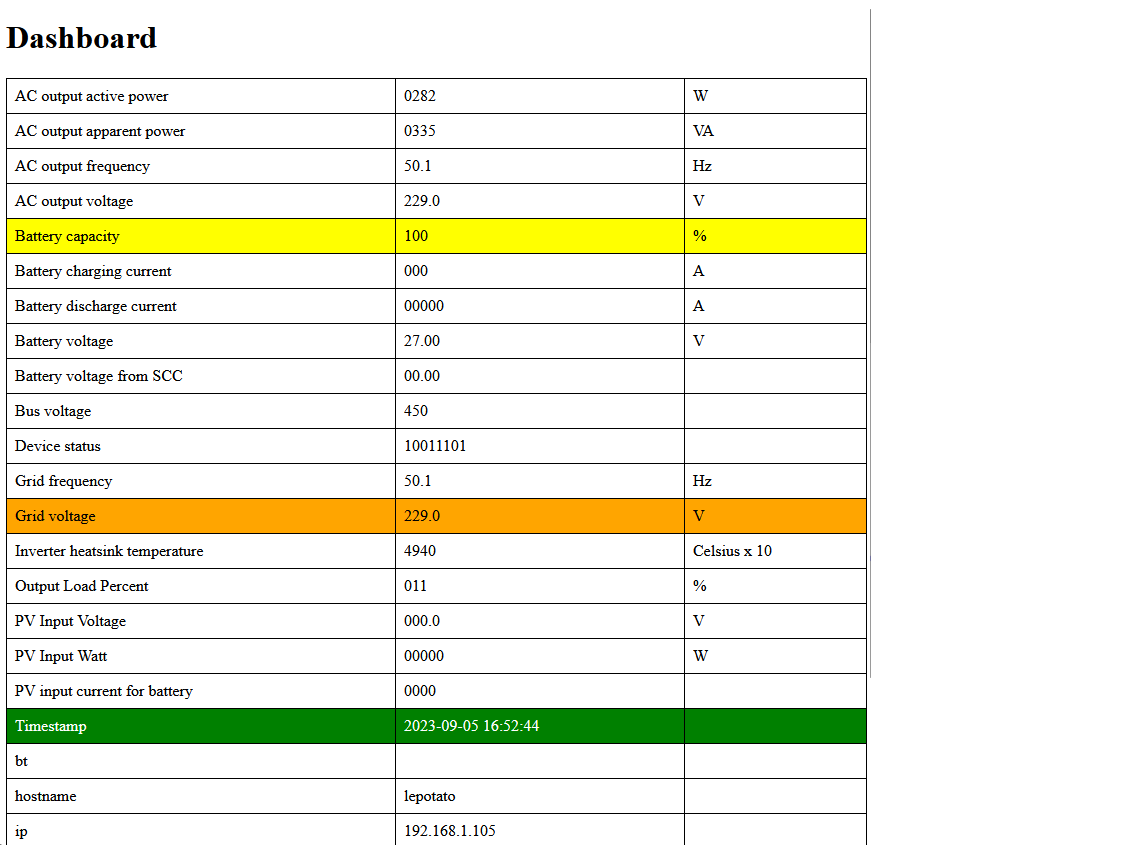 Dashboard
AC output active power 0282 W
AC output apparent power 0335 VA
AC output frequency 50.1 Hz
AC output voltage 229.0 V
Battery capacity 100 %
Battery charging current 000 A
Battery discharge current 00000 A
Battery voltage 27.00 V
Battery voltage from SCC 00.00
Bus voltage 450
Device status 10011101
Grid frequency 50.1 Hz
Grid voltage 229.0 V
Inverter heatsink temperature 4940 Celsius x 10
Output Load Percent 011 %
PV Input Voltage 000.0 V
PV Input Watt 00000 W
PV input current for battery 0000
Timestamp 2023-09-05 16:52:44
bt
hostname lepotato
ip 192.168.1.105